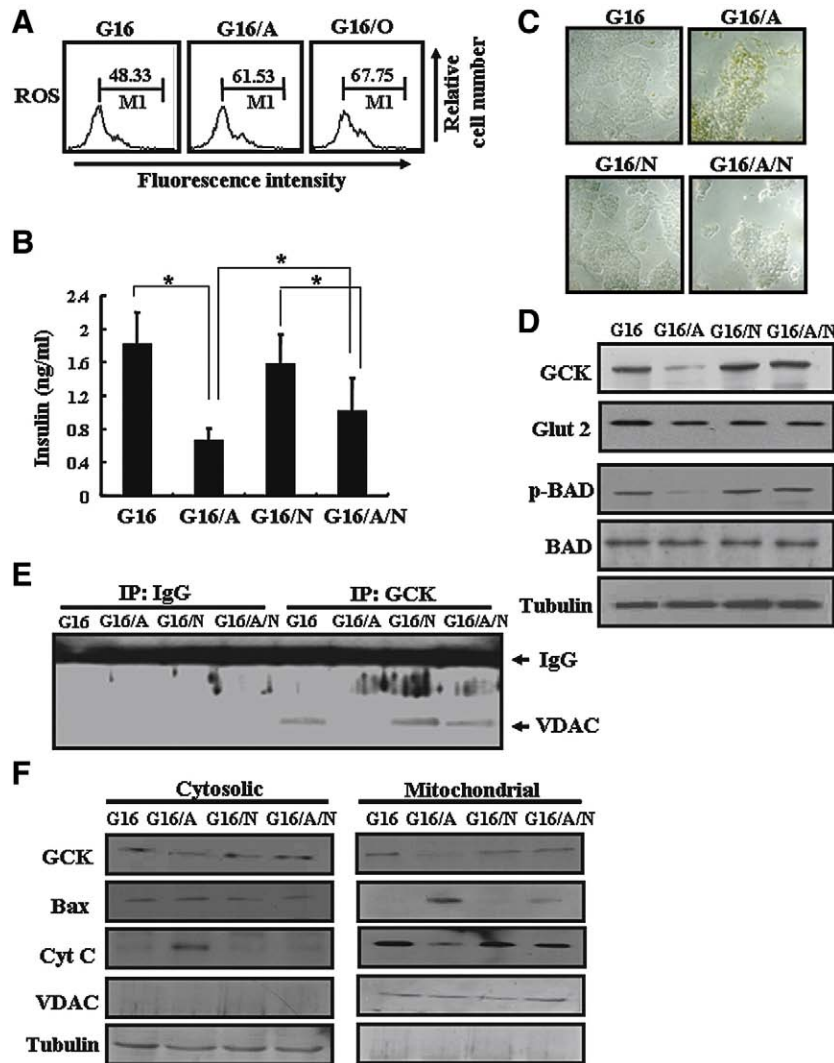 A
G16 G16/A G16/O
ROS
48.33 61.53 67.75
M1 M1 M1
Relative
cell number
Fluorescence intensity
B
Insulin (ng/ml)
2.4
2
1.6
1.2
0.8
0.4
0
* * *
G16 G16/A G16/N G16/A/N
C
G16 G16/A
G16/N G16/A/N
D
G16 G16/A G16/N G16/A/N
GCK
Glut 2
p-BAD
BAD
Tubulin
E
IP: IgG IP: GCK
G16 G16/A G16/N G16/A/N G16 G16/A G16/N G16/A/N
IgG
VDAC
F
Cytosolic Mitochondrial
G16 G16/A G16/N G16/A/N G16 G16/A G16/N G16/A/N
GCK
Bax
Cyt C
VDAC
Tubulin